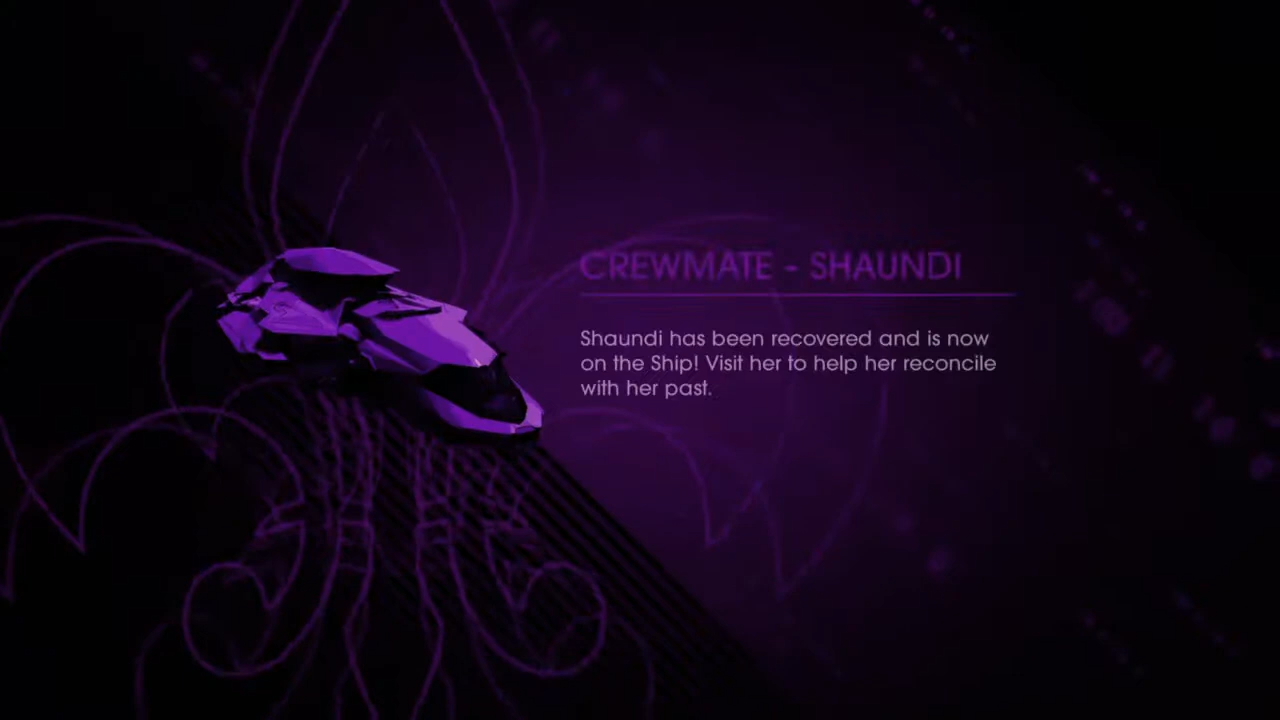 CREWMATE - SHAUNDI
Shaundi has been recovered and is now
on the Ship! Visit her to help her reconcile
with her past.